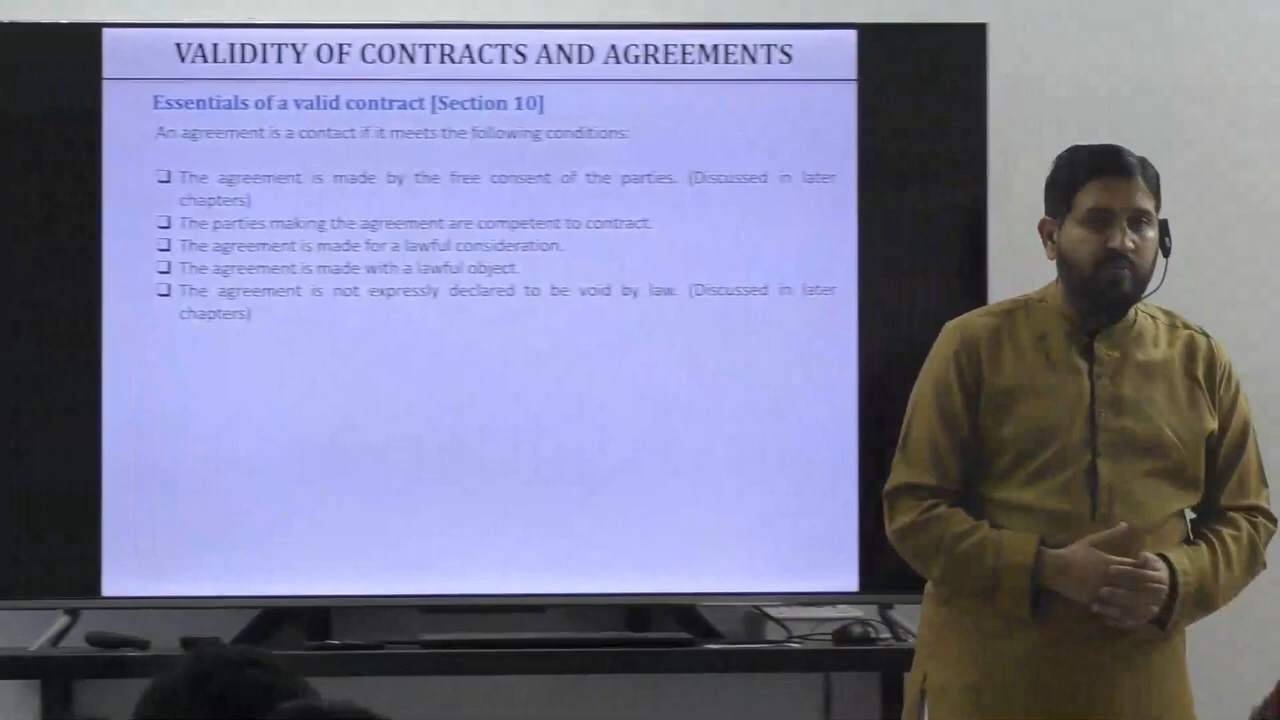 VALIDITY OF CONTRACTS AND AGREEMENTS
Essentials of a valid contract [Section 10]
An agreement is a contact if it meets the following conditions:
❑ The agreement is made by the free consent of the parties. (Discussed in later
chapters)
❑ The parties making the agreement are competent to contract.
❑ The agreement is made for a lawful consideration.
❑ The agreement is made with a lawful object.
❑ The agreement is not expressly declared to be void by law. (Discussed in later
chapters)